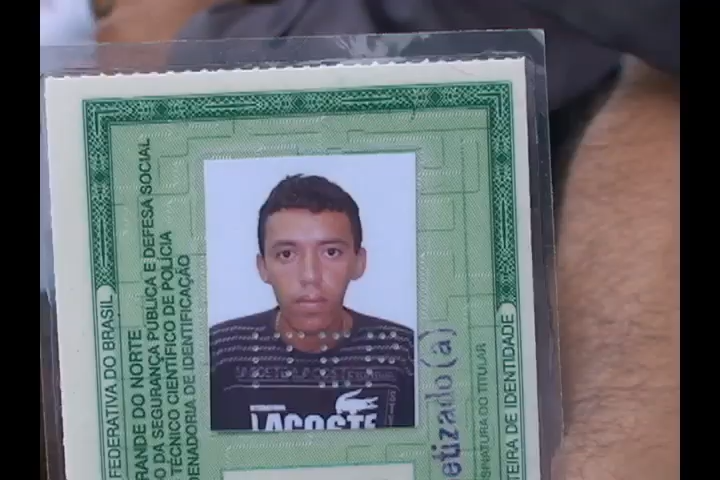 FEDERATIVA DO BRASIL
RANDE DO NORTE
O DA SEGURANÇA PÚBLICA E DEFESA SOCIAL
TÉCNICO CIENTÍFICO DE POLÍCIA
DENADORIA DE IDENTIFICAÇÃO
LACOSTE
etizado(a)
SINATURA DO TITULAR
TEIRA DE IDENTIDADE